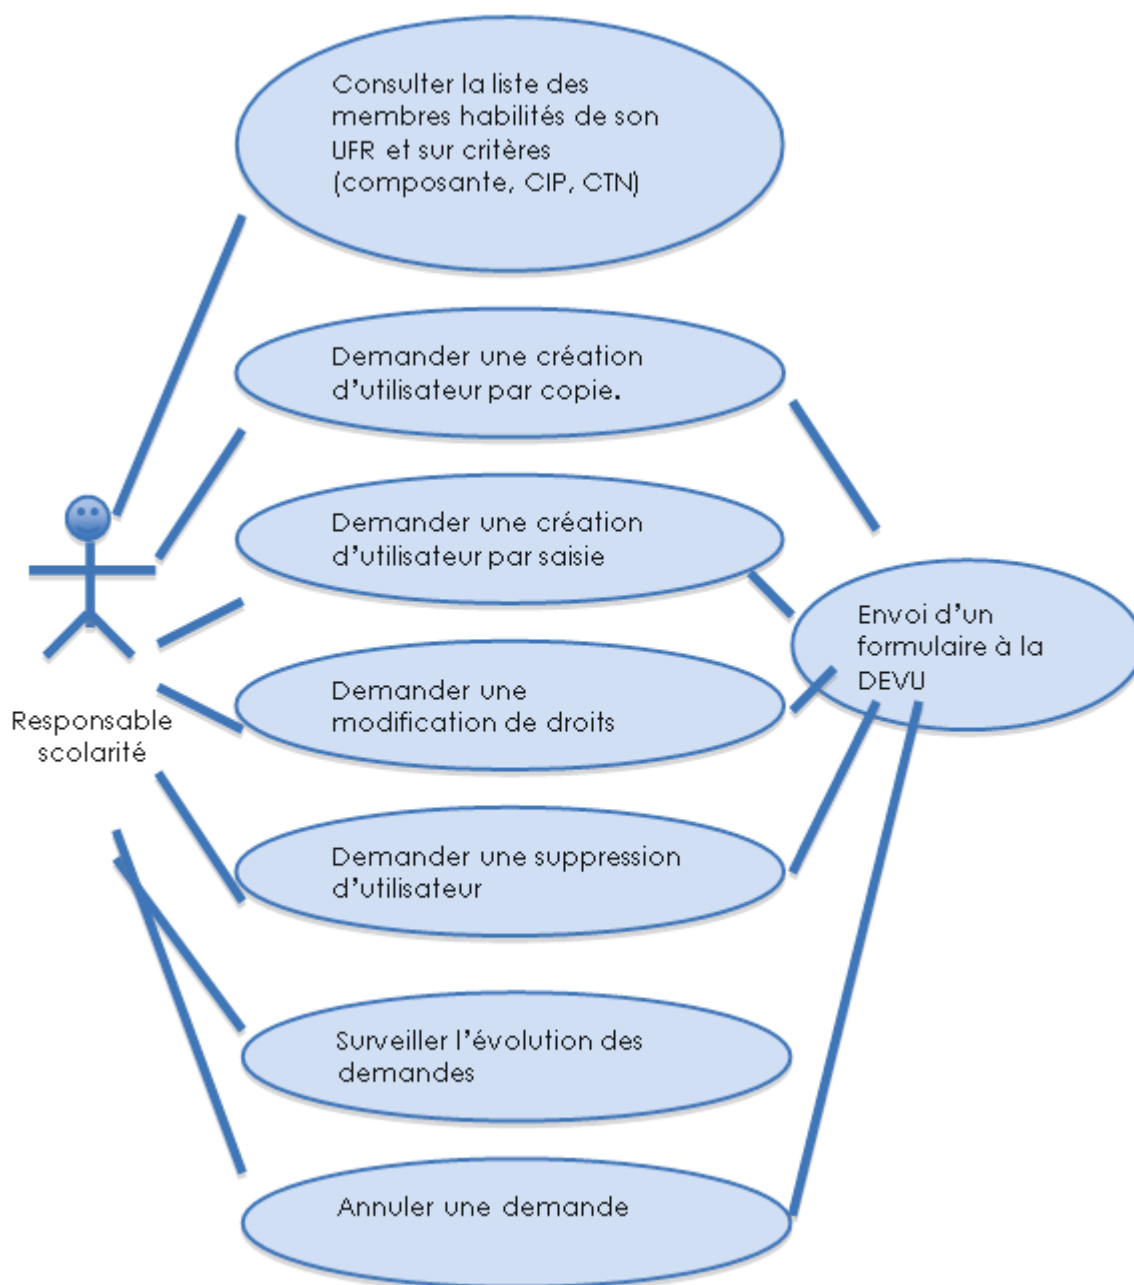 Consulter la liste des
membres habilités de son
UFR et sur critères
(composante, CIP, CTN)
Demander une création
d'utilisateur par copie.
Demander une création
d'utilisateur par saisie
Envoi d'un
formulaire à la
DEVU
Demander une
modification de droits
Responsable
scolarité
Demander une suppression
d'utilisateur
Surveiller l'évolution des
demandes
Annuler une demande